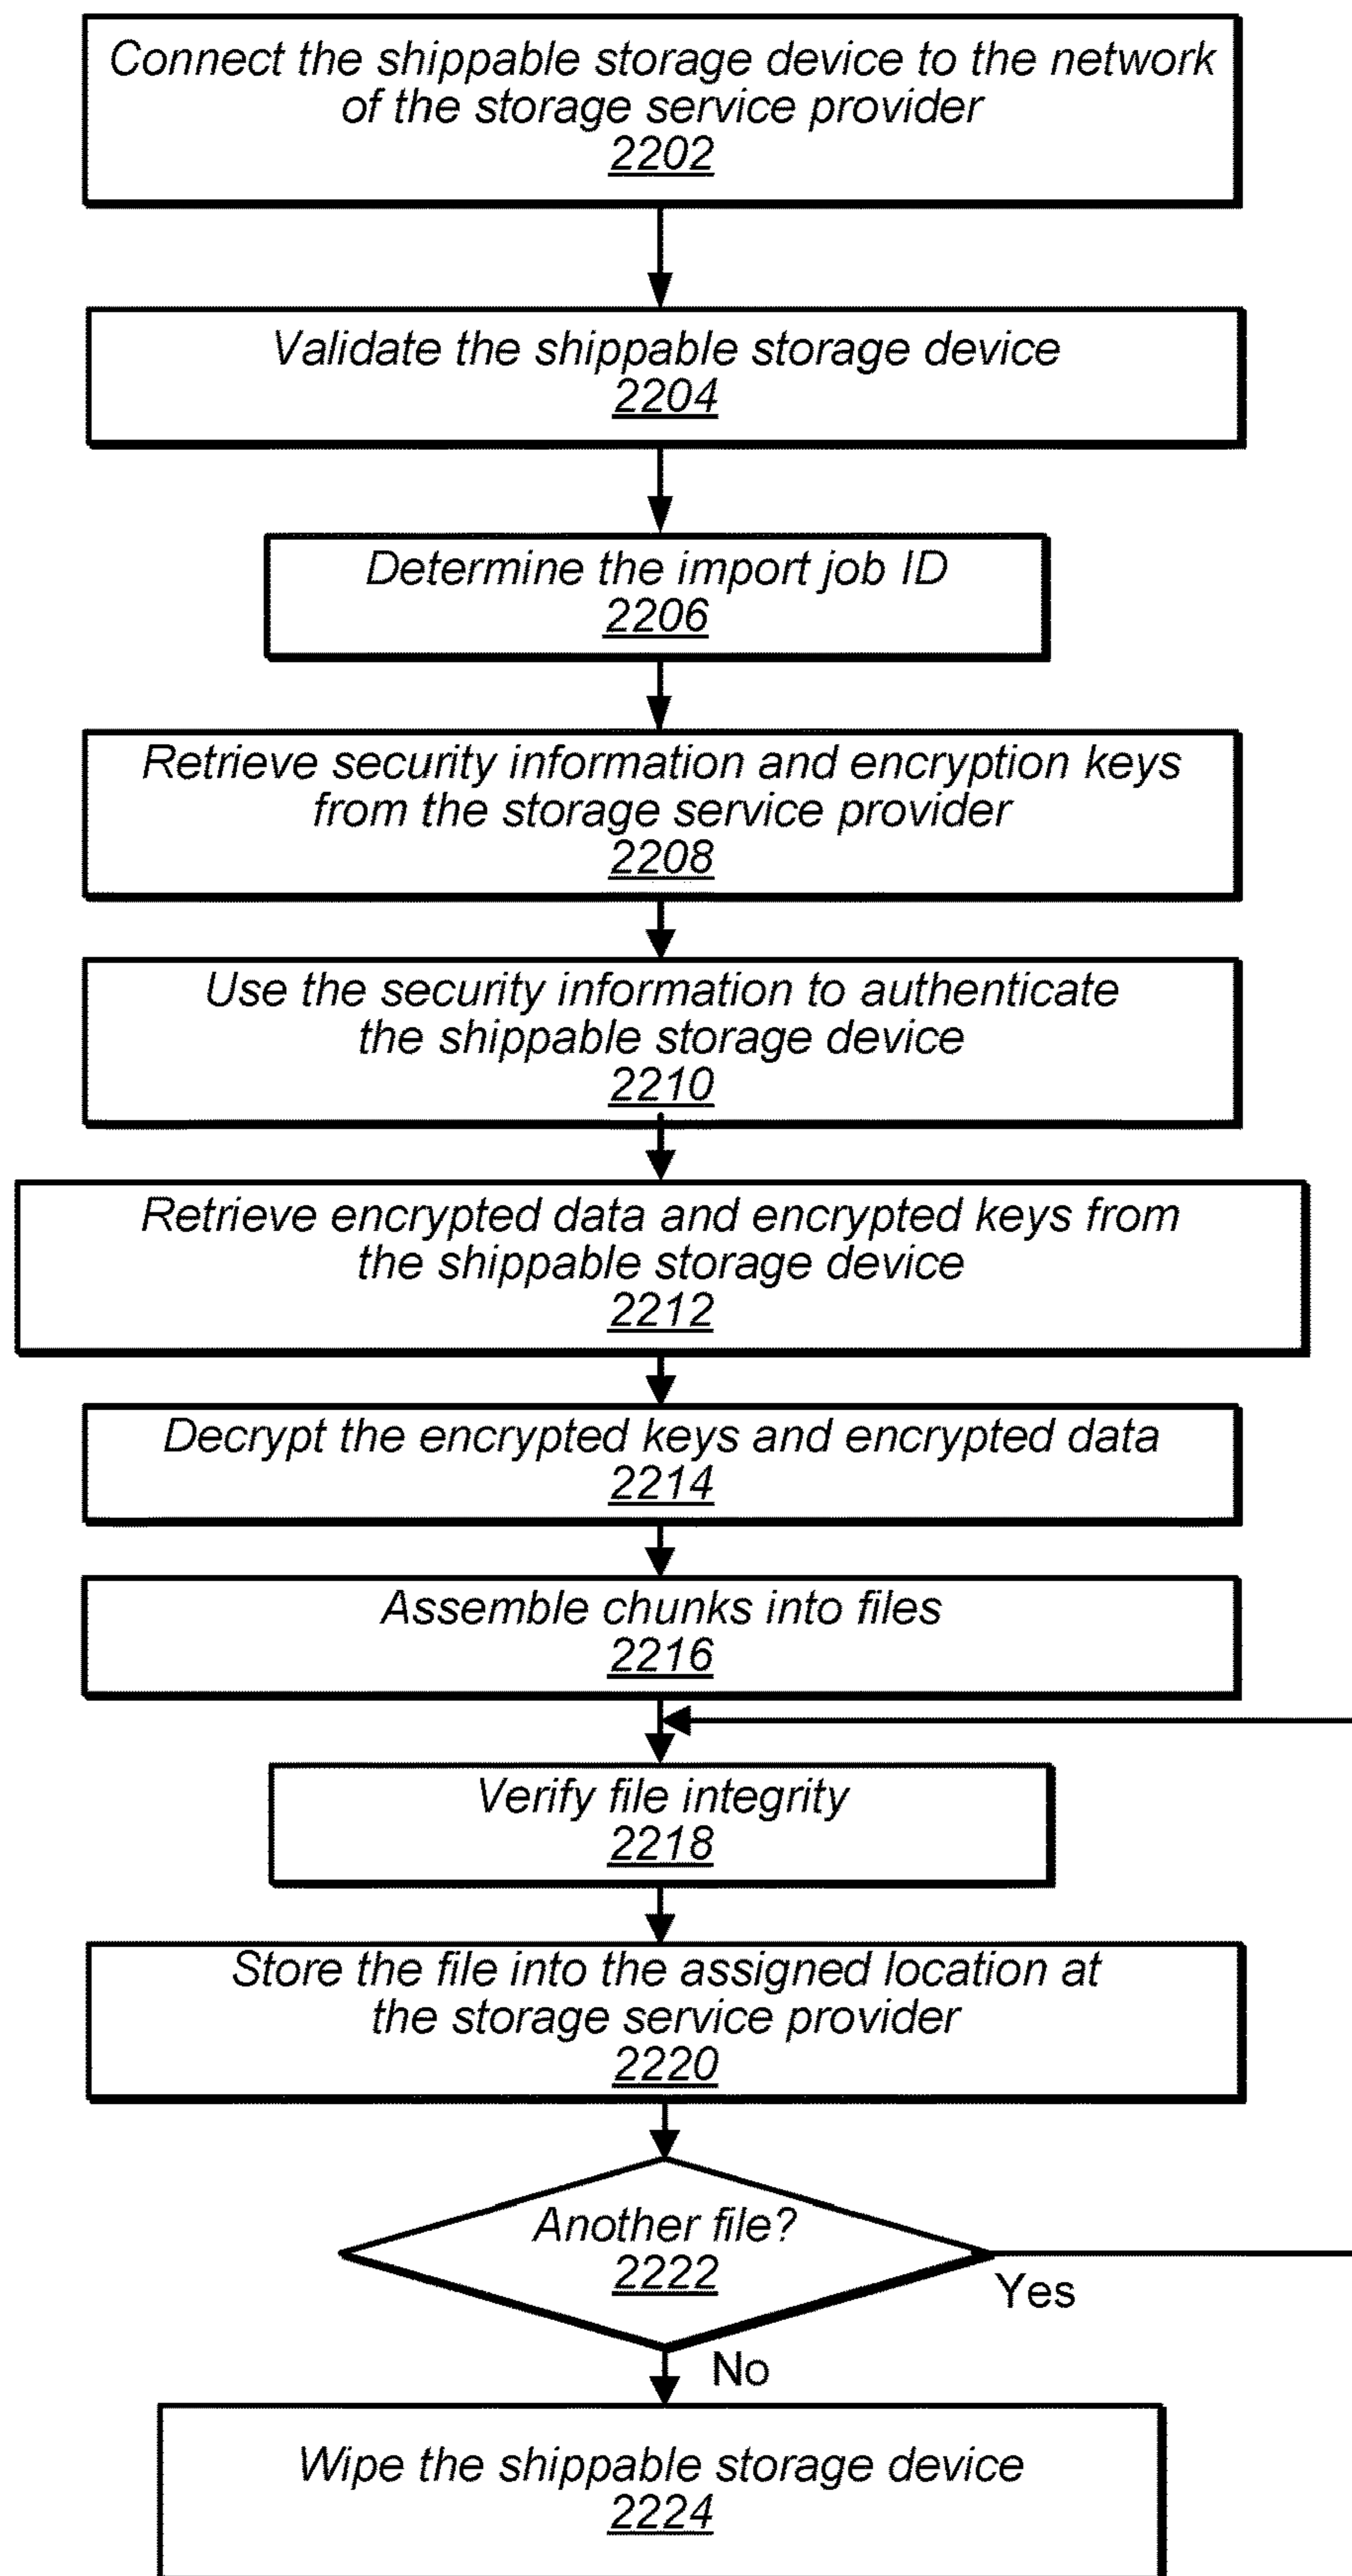 Connect the shippable storage device to the network
of the storage service provider
2202
Validate the shippable storage device
2204
Determine the import job ID
2206
Retrieve security information and encryption keys
from the storage service provider
2208
Use the security information to authenticate
the shippable storage device
2210
Retrieve encrypted data and encrypted keys from
the shippable storage device
2212
Decrypt the encrypted keys and encrypted data
2214
Assemble chunks into files
2216
Verify file integrity
2218
Store the file into the assigned location at
the storage service provider
2220
Another file?
2222
Yes
No
Wipe the shippable storage device
2224